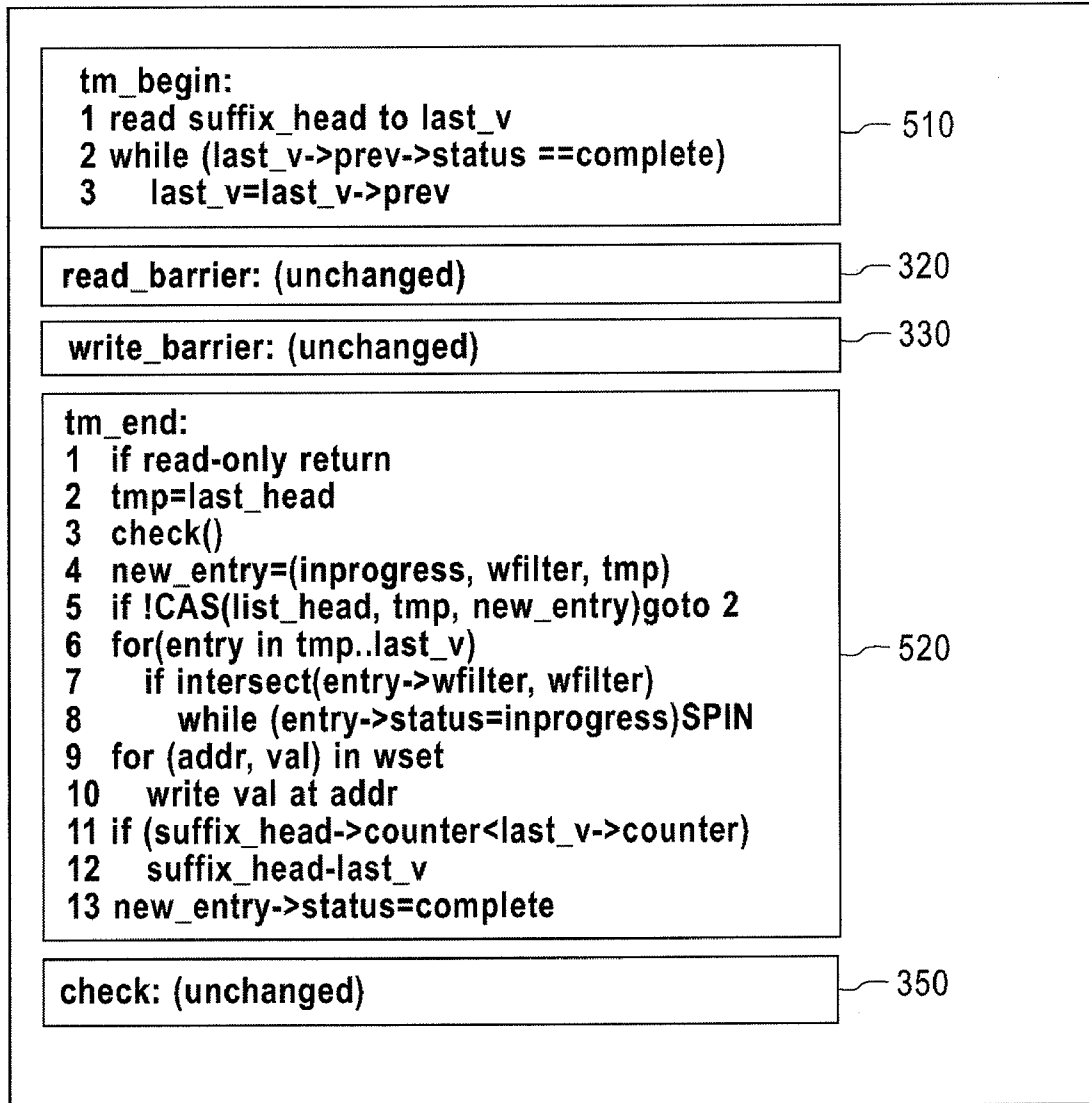 tm_begin:
1 read suffix_head to last_v
2 while (last_v->prev->status ==complete)
3 last_v=last_v->prev
510
read_barrier: (unchanged)
320
write_barrier: (unchanged)
330
tm_end:
1 if read-only return
2 tmp=last_head
3 check()
4 new_entry=(inprogress, wfilter, tmp)
5 if !CAS(list_head, tmp, new_entry)goto 2
6 for(entry in tmp..last_v)
7 if intersect(entry->wfilter, wfilter)
8 while (entry->status=inprogress)SPIN
9 for (addr, val) in wset
10 write val at addr
11 if (suffix_head->counter<last_v->counter)
12 suffix_head-last_v
13 new_entry->status=complete
520
check: (unchanged)
350